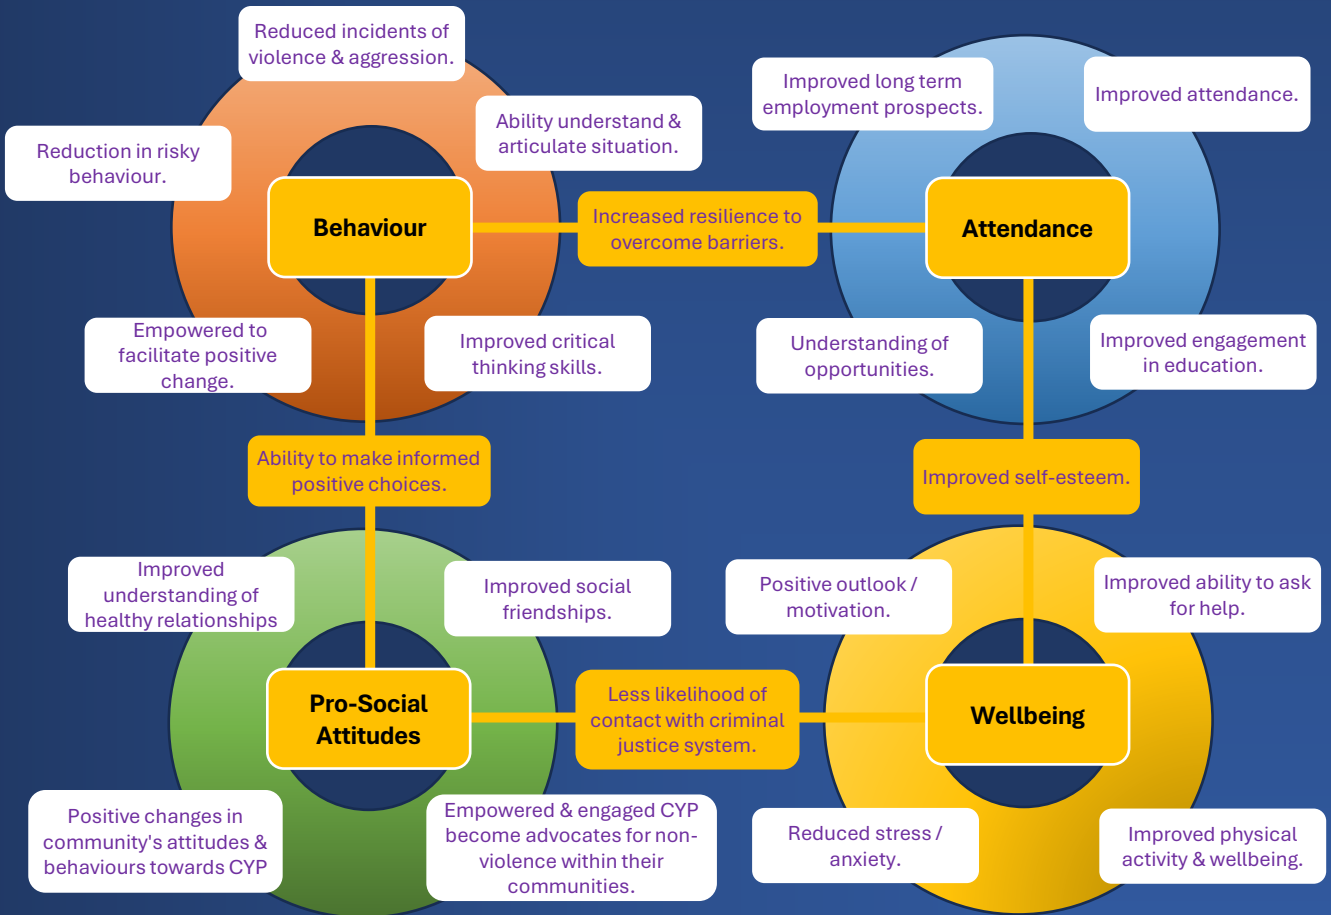 Reduced incidents of
violence & aggression.
Ability understand &
articulate situation.
Reduction in risky
behaviour.
Behaviour
Empowered to
facilitate positive
change.
Improved critical
thinking skills.
Increased resilience to
overcome barriers.
Improved long term
employment prospects.
Improved attendance.
Attendance
Understanding of
opportunities.
Improved engagement
in education.
Ability to make informed
positive choices.
Improved self-esteem.
Improved
understanding of
healthy relationships
Improved social
friendships.
Pro-Social
Attitudes
Positive changes in
community's attitudes &
behaviours towards CYP
Empowered & engaged CYP
become advocates for non-
violence within their
communities.
Less likelihood of
contact with criminal
justice system.
Positive outlook /
motivation.
Improved ability to ask
for help.
Wellbeing
Reduced stress /
anxiety.
Improved physical
activity & wellbeing.